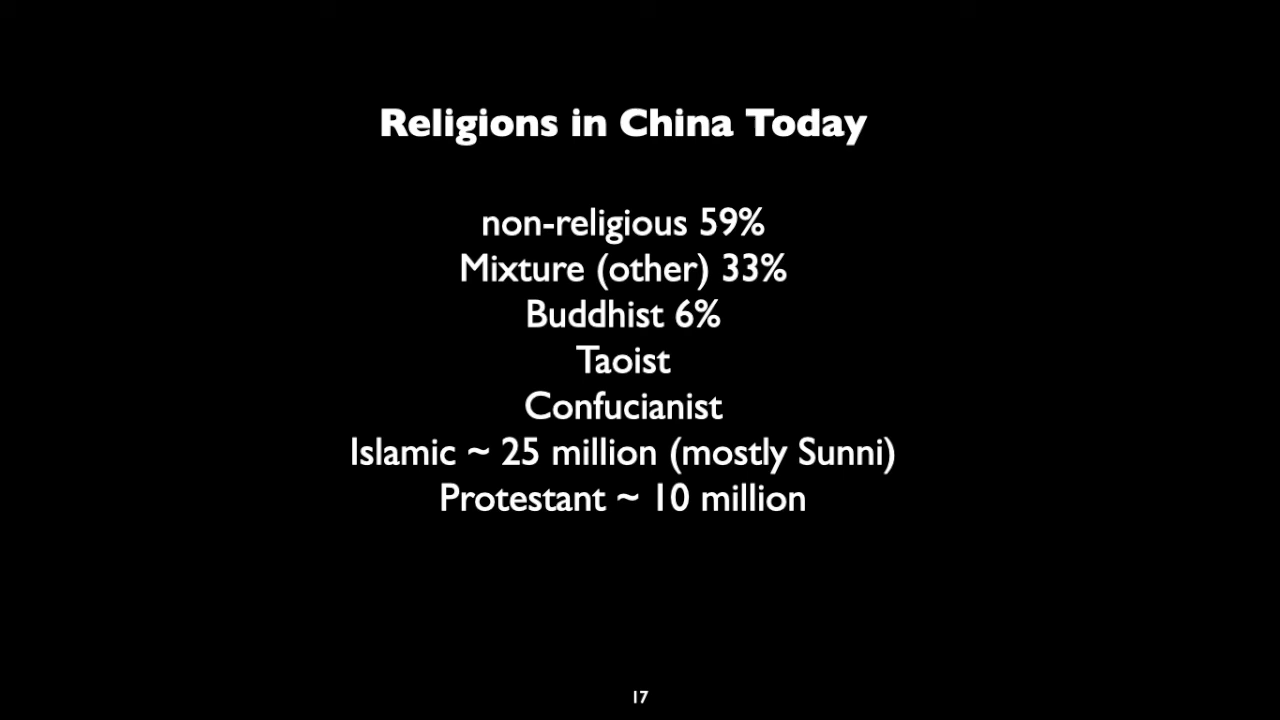 Religions in China Today
non-religious 59%
Mixture (other) 33%
Buddhist 6%
Taoist
Confucianist
Islamic ~ 25 million (mostly Sunni)
Protestant ~ 10 million
17